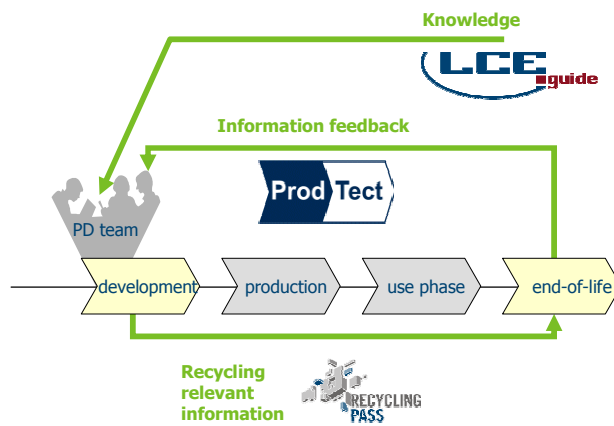 Knowledge
LCE
guide
Information feedback
Prod Tect
PD team
development
production
use phase
end-of-life
Recycling
relevant
information
RECYCLING
PASS